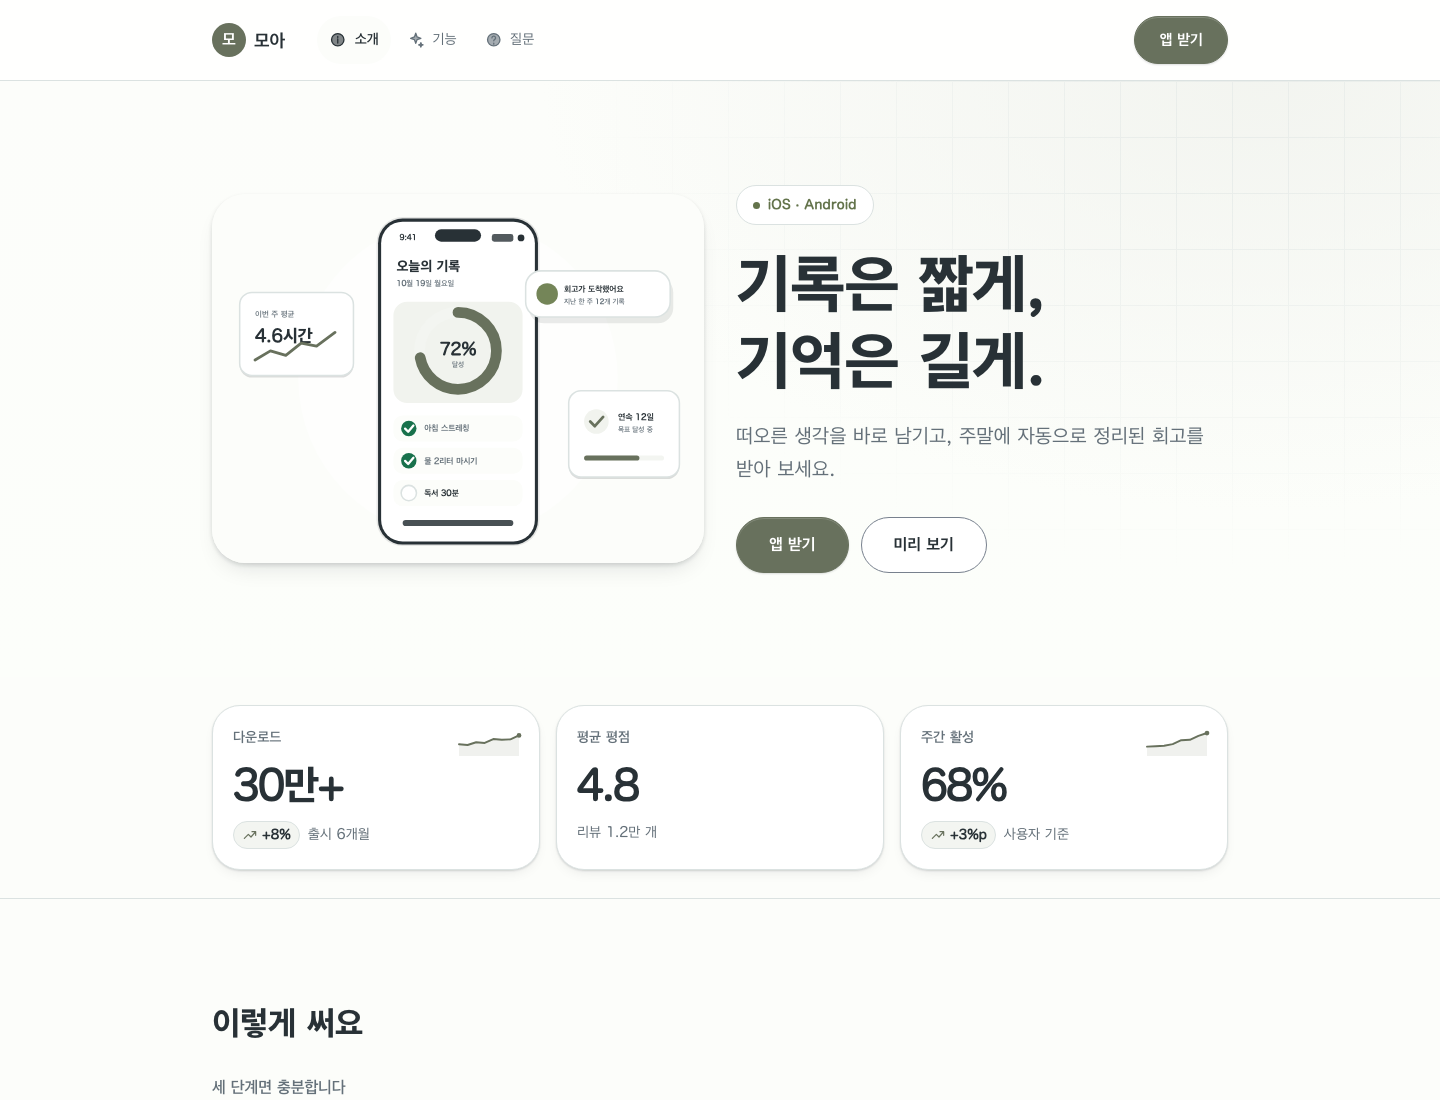 모 모아 소개 기능 질문 앱 받기
iOS · Android
기록은 짧게,
기억은 길게.
떠오른 생각을 바로 남기고, 주말에 자동으로 정리된 회고를
받아 보세요.
앱 받기 미리 보기
9:41
오늘의 기록
10월 19일 월요일
72%
달성
아침 스트레칭
물 2리터 마시기
독서 30분
이번 주 평균
4.6시간
회고가 도착했어요
지난 한 주 12개 기록
연속 12일
목표 달성 중
다운로드
30만+
+8% 출시 6개월
평균 평점
4.8
리뷰 1.2만 개
주간 활성
68%
+3%p 사용자 기준
이렇게 써요
세 단계면 충분합니다